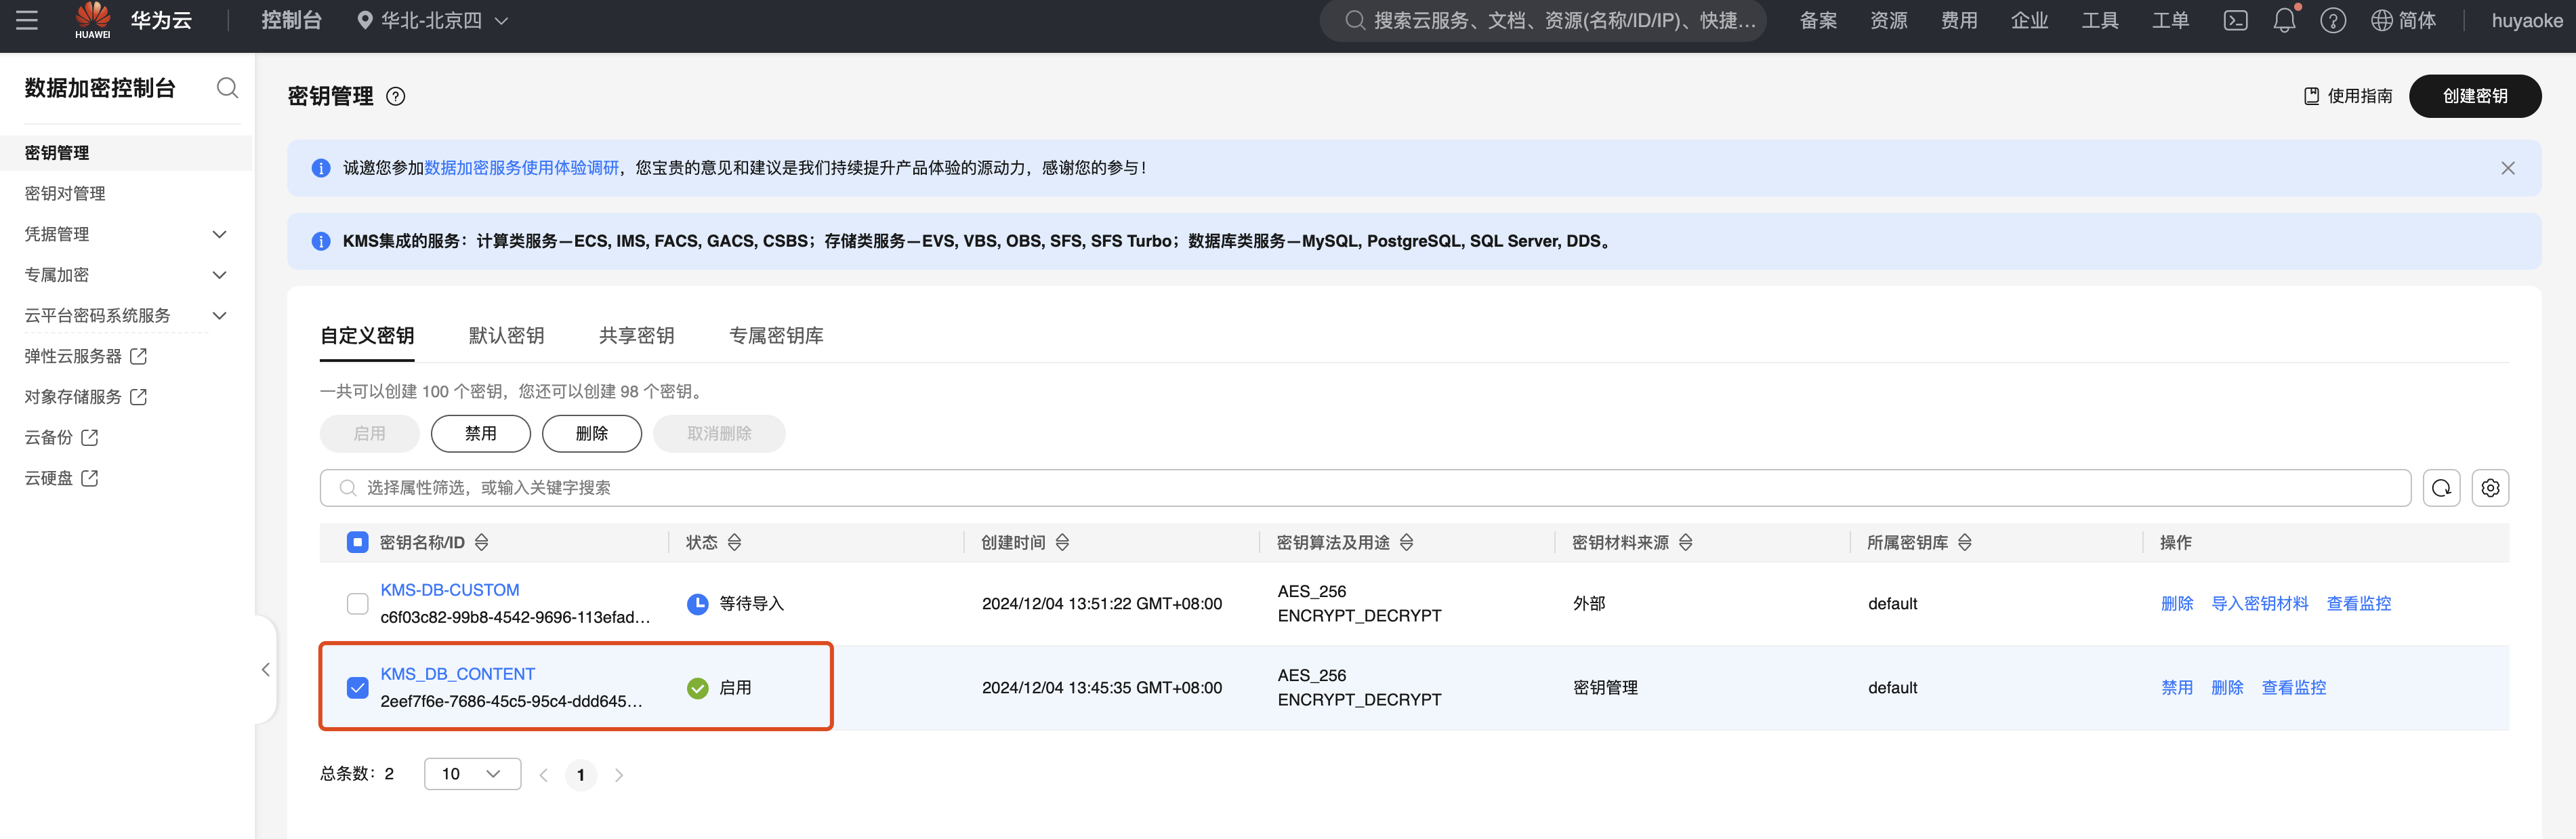 HUAWEI
华为云
控制台
华北-北京四
搜索云服务、文档、资源(名称/ID/IP)、快捷...
备案
资源
费用
企业
工具
工单
简体
huyaoke
数据加密控制台
密钥管理
密钥对管理
凭据管理
专属加密
云平台密码系统服务
弹性云服务器
对象存储服务
云备份
云硬盘
密钥管理
使用指南
创建密钥
诚邀您参加数据加密服务使用体验调研，您宝贵的意见和建议是我们持续提升产品体验的源动力，感谢您的参与！
KMS集成的服务：计算类服务—ECS, IMS, FACS, GACS, CSBS；存储类服务—EVS, VBS, OBS, SFS, SFS Turbo；数据库类服务—MySQL, PostgreSQL, SQL Server, DDS。
自定义密钥
默认密钥
共享密钥
专属密钥库
一共可以创建 100 个密钥，您还可以创建 98 个密钥。
启用
禁用
删除
取消删除
选择属性筛选，或输入关键字搜索
密钥名称/ID
状态
创建时间
密钥算法及用途
密钥材料来源
所属密钥库
操作
KMS-DB-CUSTOM
c6f03c82-99b8-4542-9696-113efad...
等待导入
2024/12/04 13:51:22 GMT+08:00
AES_256
ENCRYPT_DECRYPT
外部
default
删除 导入密钥材料 查看监控
KMS_DB_CONTENT
2eef7f6e-7686-45c5-95c4-ddd645...
启用
2024/12/04 13:45:35 GMT+08:00
AES_256
ENCRYPT_DECRYPT
密钥管理
default
禁用 删除 查看监控
总条数：2
10
1